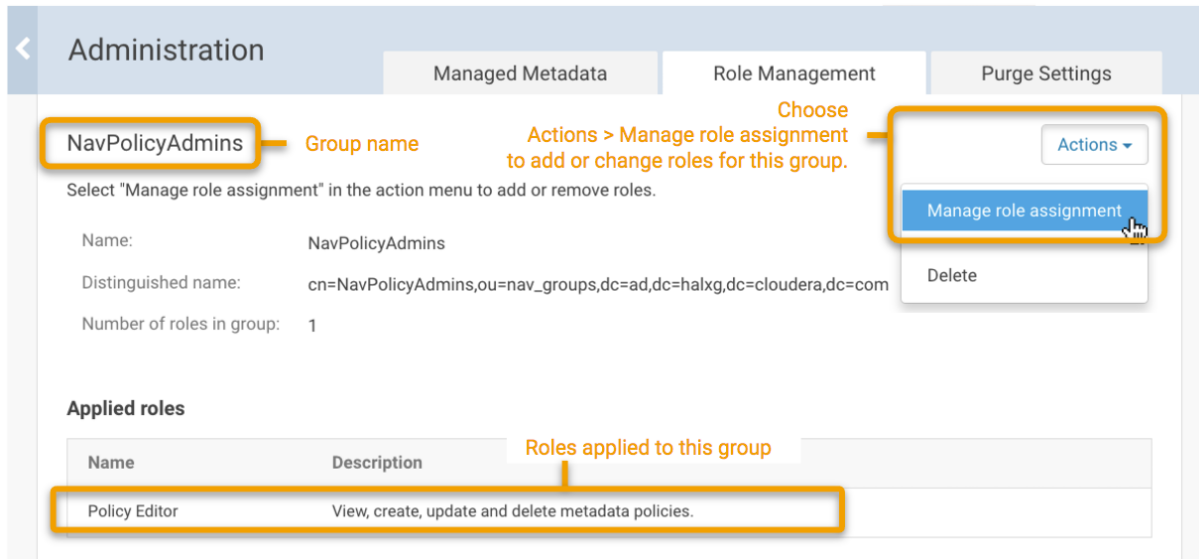 Administration
Managed Metadata
Role Management
Purge Settings
NavPolicyAdmins
Group name
Choose
Actions > Manage role assignment
to add or change roles for this group.
Actions
Select "Manage role assignment" in the action menu to add or remove roles.
Manage role assignment
Delete
Name:
NavPolicyAdmins
Distinguished name:
cn=NavPolicyAdmins,ou=nav_groups,dc=ad,dc=halxg,dc=cloudera,dc=com
Number of roles in group:
1
Applied roles
Roles applied to this group
Name
Description
Policy Editor
View, create, update and delete metadata policies.